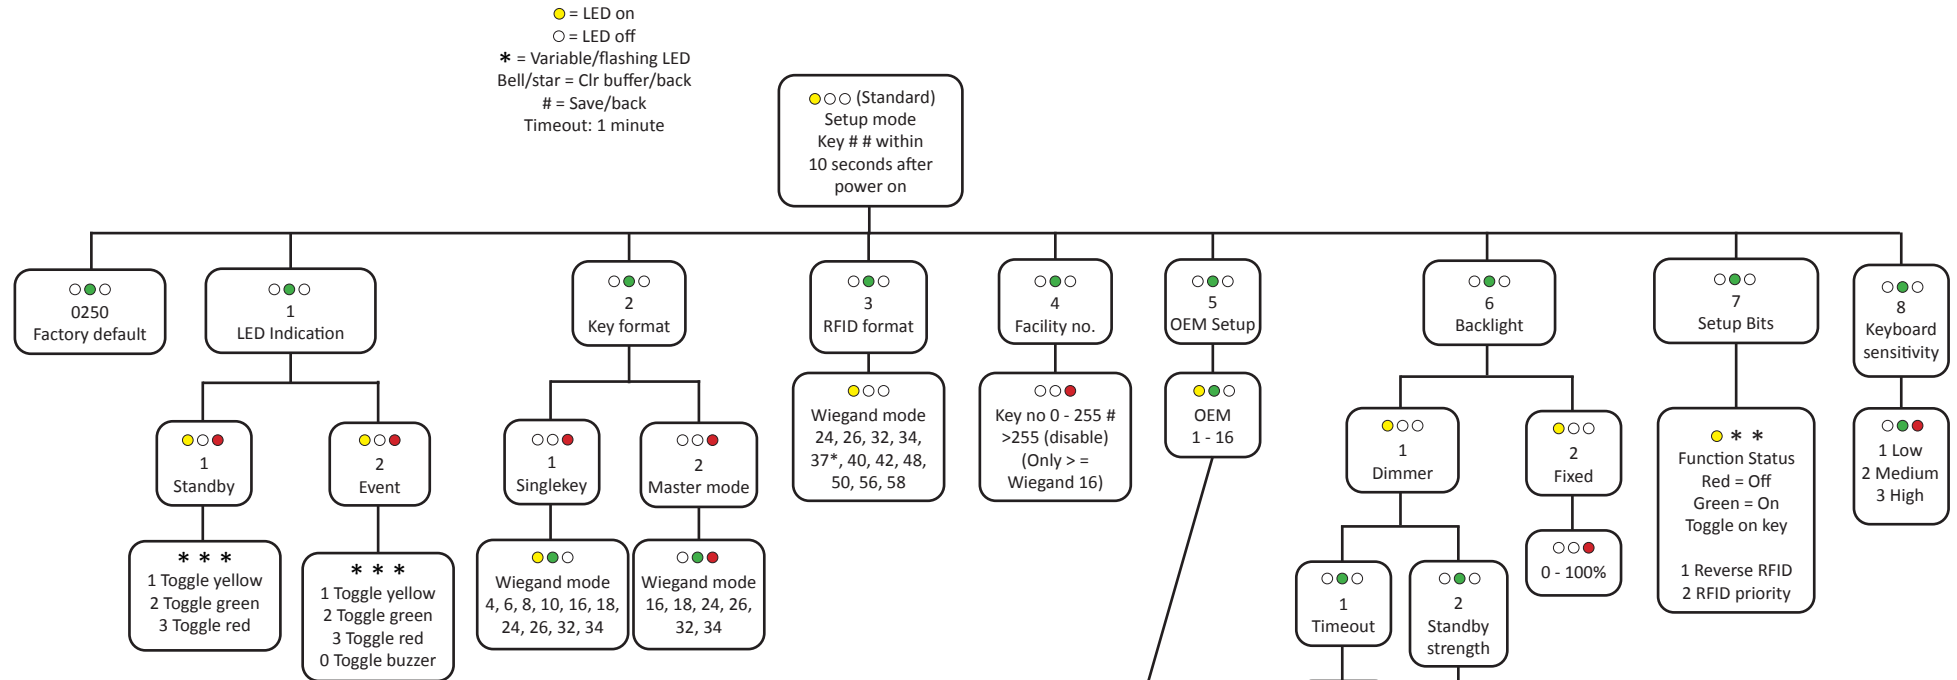 = LED on
= LED off
* = Variable/flashing LED
Bell/star = Clr buffer/back
# = Save/back
Timeout: 1 minute
(Standard)
Setup mode
Key # # within
10 seconds after
power on
0250
Factory default
1
LED Indication
2
Key format
3
RFID format
4
Facility no.
5
OEM Setup
6
Backlight
7
Setup Bits
8
Keyboard
sensitivity
1
Standby
2
Event
1
Singlekey
2
Master mode
Wiegand mode
24, 26, 32, 34,
37*, 40, 42, 48,
50, 56, 58
Key no 0 - 255 #
>255 (disable)
(Only > =
Wiegand 16)
OEM
1 - 16
1
Dimmer
2
Fixed
* *
Function Status
Red = Off
Green = On
Toggle on key
1 Reverse RFID
2 RFID priority
1 Low
2 Medium
3 High
* * *
1 Toggle yellow
2 Toggle green
3 Toggle red
* * *
1 Toggle yellow
2 Toggle green
3 Toggle red
0 Toggle buzzer
Wiegand mode
4, 6, 8, 10, 16, 18,
24, 26, 32, 34
Wiegand mode
16, 18, 24, 26,
32, 34
1
Timeout
2
Standby
strength
0 - 100%